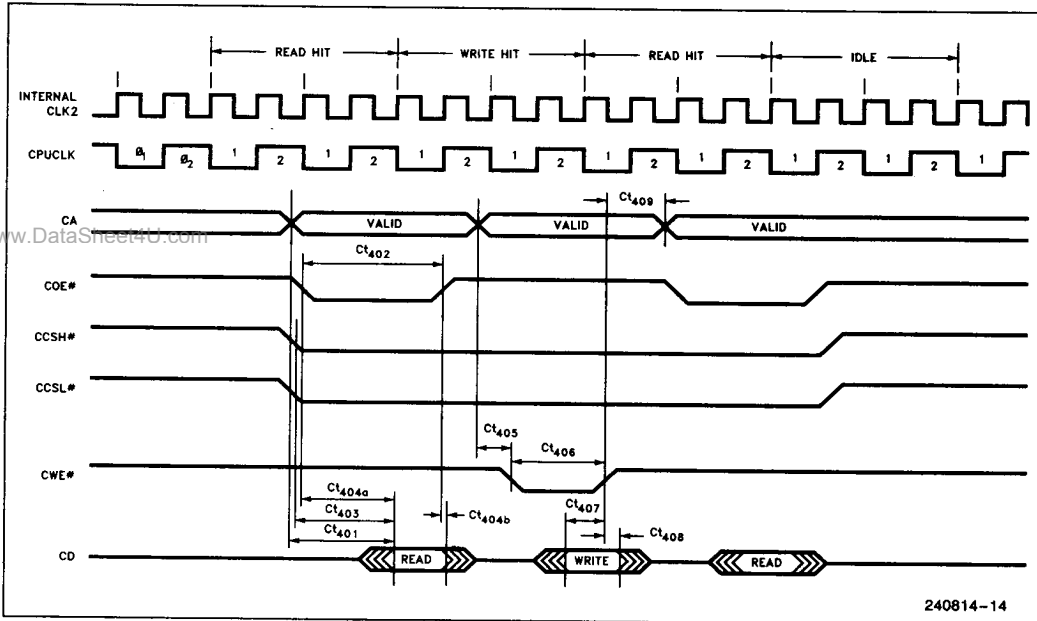 READ HIT WRITE HIT READ HIT IDLE
INTERNAL
CLK2
CPUCLK Ø1 Ø2 1 2 1 2 1 2 1 2 1 2 1 2 1 2 1 2 1
Ct409
CA VALID VALID VALID
ww.DataSheet4U.com
Ct402
COE#
CCSH#
CCSL#
Ct405
Ct406
CWE#
Ct404a Ct407
Ct403 Ct404b
Ct401 Ct408
CD READ WRITE READ
240814-14